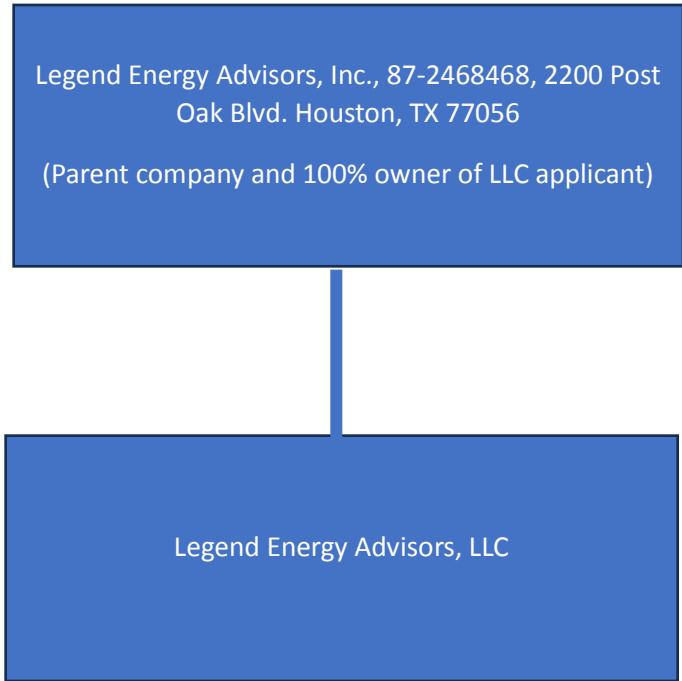 Legend Energy Advisors, Inc., 87-2468468, 2200 Post
Oak Blvd. Houston, TX 77056
(Parent company and 100% owner of LLC applicant)
Legend Energy Advisors, LLC